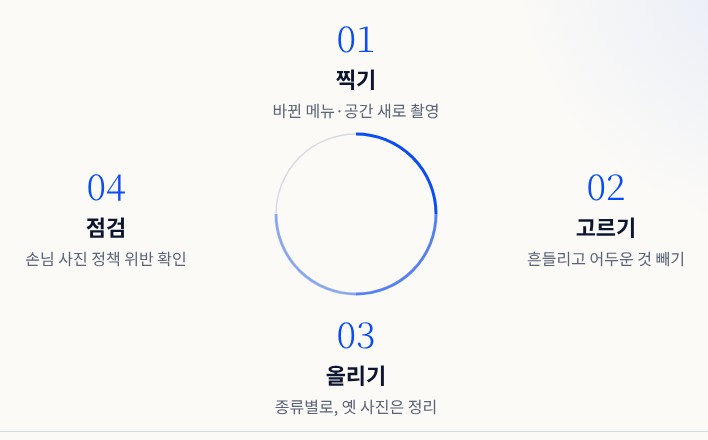 01
찍기
바뀐 메뉴·공간 새로 촬영
04
점검
손님 사진 정책 위반 확인
02
고르기
흔들리고 어두운 것 빼기
03
올리기
종류별로, 옛 사진은 정리